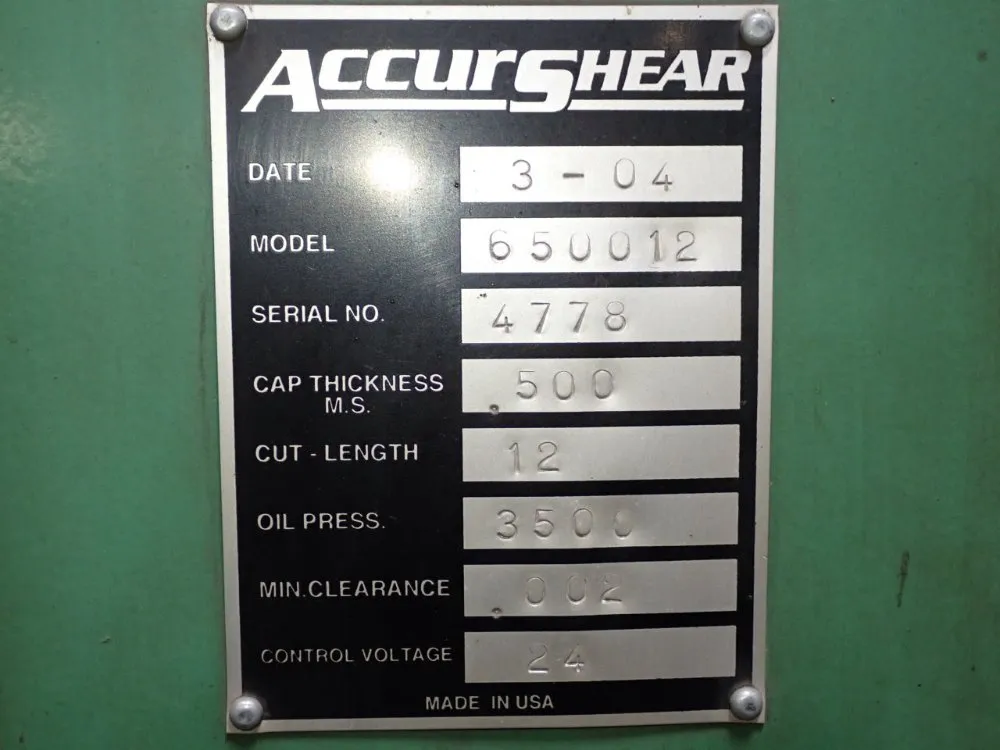 ACCURSHEAR
DATE 3 - 04
MODEL 650012
SERIAL NO. 4778
CAP THICKNESS .500
M.S.
CUT - LENGTH 12
OIL PRESS. 3500
MIN. CLEARANCE .002
CONTROL VOLTAGE 24
MADE IN USA